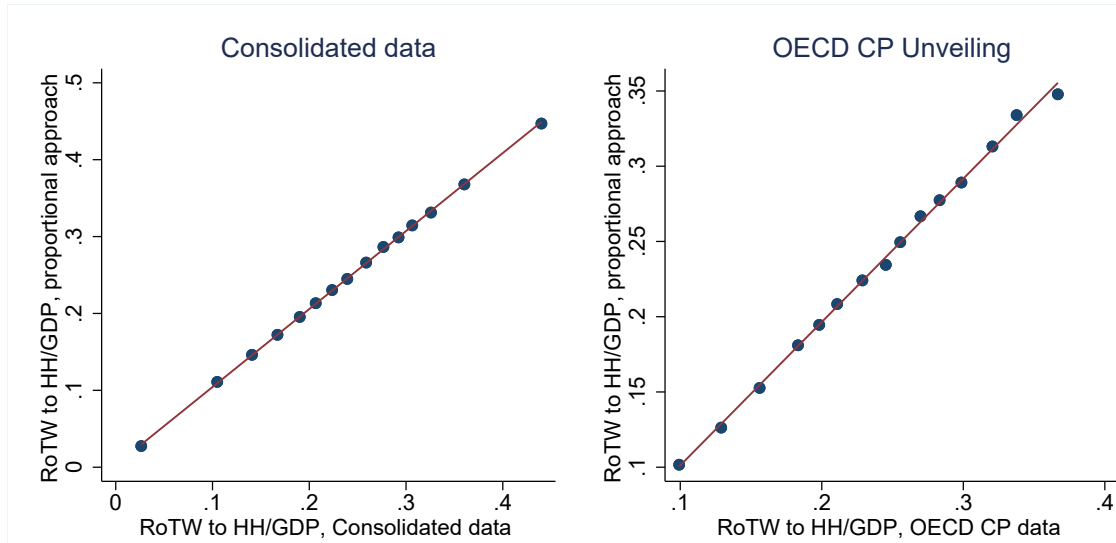 Consolidated data
RoTW to HH/GDP, proportional approach
.5
.4
.3
.2
.1
0
0 .1 .2 .3 .4
RoTW to HH/GDP, Consolidated data
OECD CP Unveiling
RoTW to HH/GDP, proportional approach
.35
.3
.25
.2
.15
.1
.1 .2 .3 .4
RoTW to HH/GDP, OECD CP data